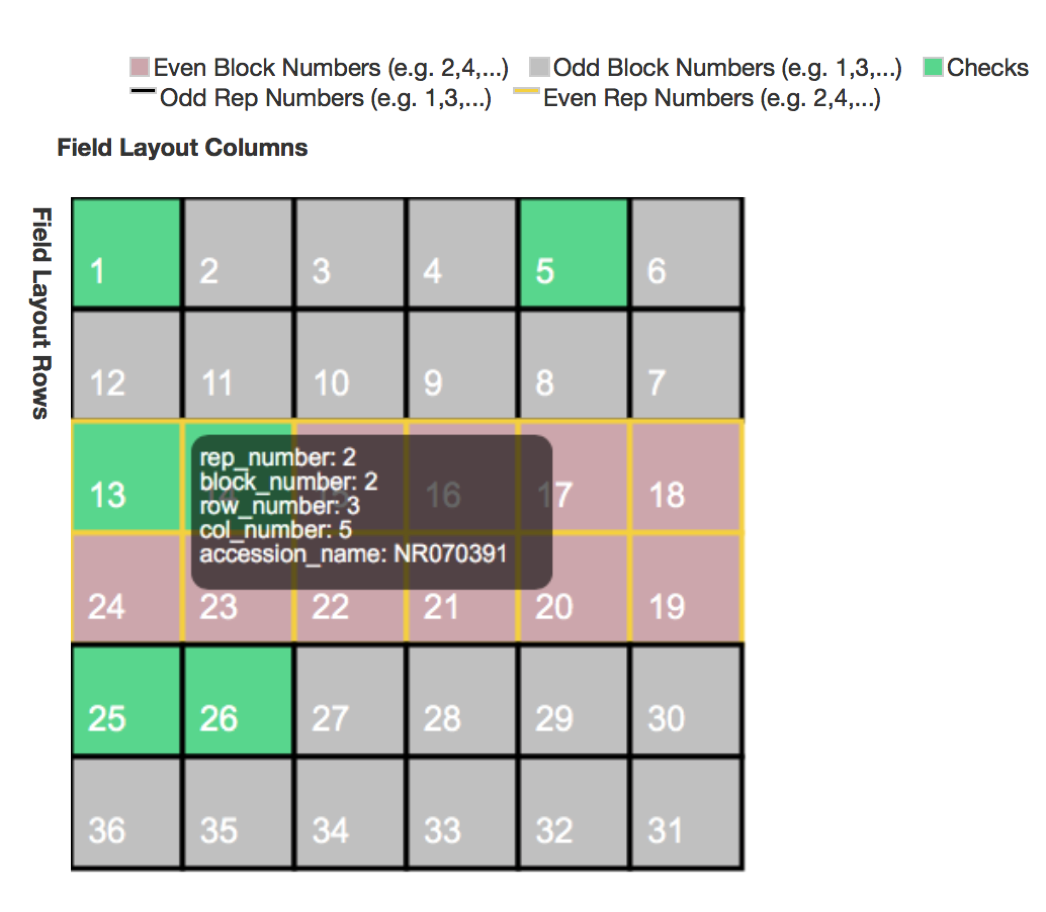 Even Block Numbers (e.g. 2,4,...) Odd Block Numbers (e.g. 1,3,...) Checks
Odd Rep Numbers (e.g. 1,3,...) Even Rep Numbers (e.g. 2,4,...)
Field Layout Columns
Field Layout Rows
1 2 3 4 5 6
12 11 10 9 8 7
13 14 15 16 17 18
rep_number: 2
block_number: 2
row_number: 3
col_number: 5
accession_name: NR070391
24 23 22 21 20 19
25 26 27 28 29 30
36 35 34 33 32 31